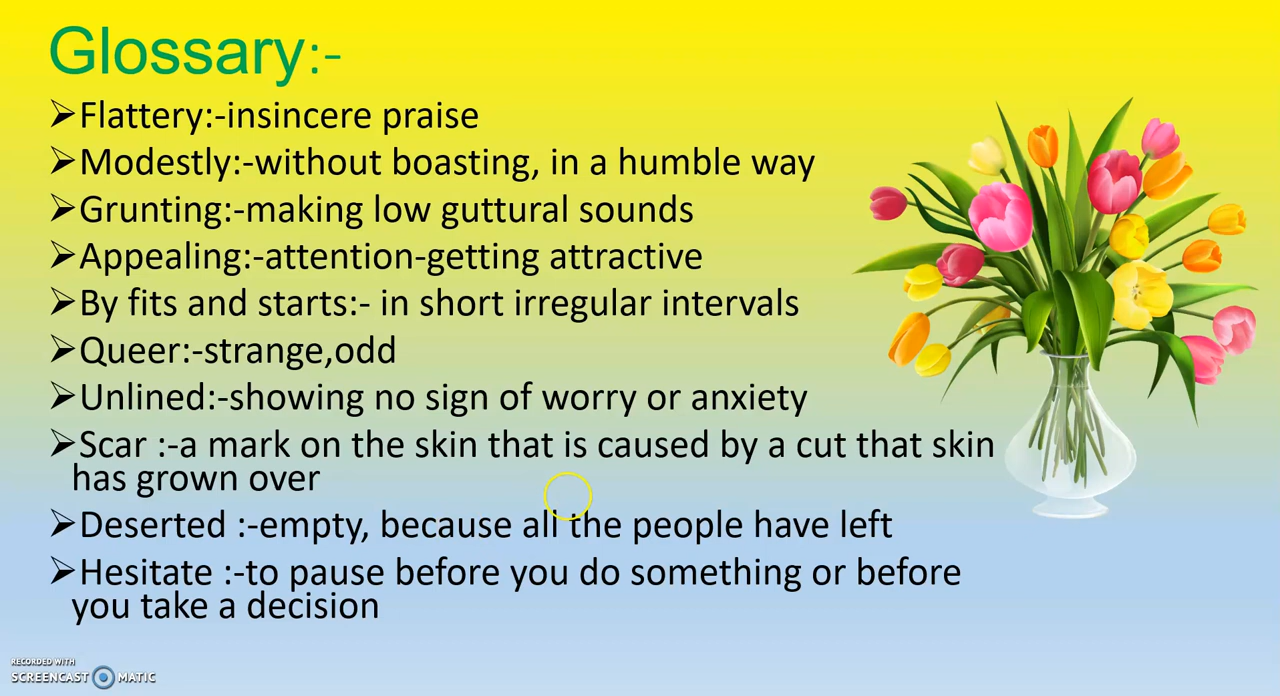 Glossary:-
➢Flattery:-insincere praise
➢Modestly:-without boasting, in a humble way
➢Grunting:-making low guttural sounds
➢Appealing:-attention-getting attractive
➢By fits and starts:- in short irregular intervals
➢Queer:-strange,odd
➢Unlined:-showing no sign of worry or anxiety
➢Scar :-a mark on the skin that is caused by a cut that skin
has grown over
➢Deserted :-empty, because all the people have left
➢Hesitate :-to pause before you do something or before
you take a decision
RECORDED WITH
SCREENCAST MATIC